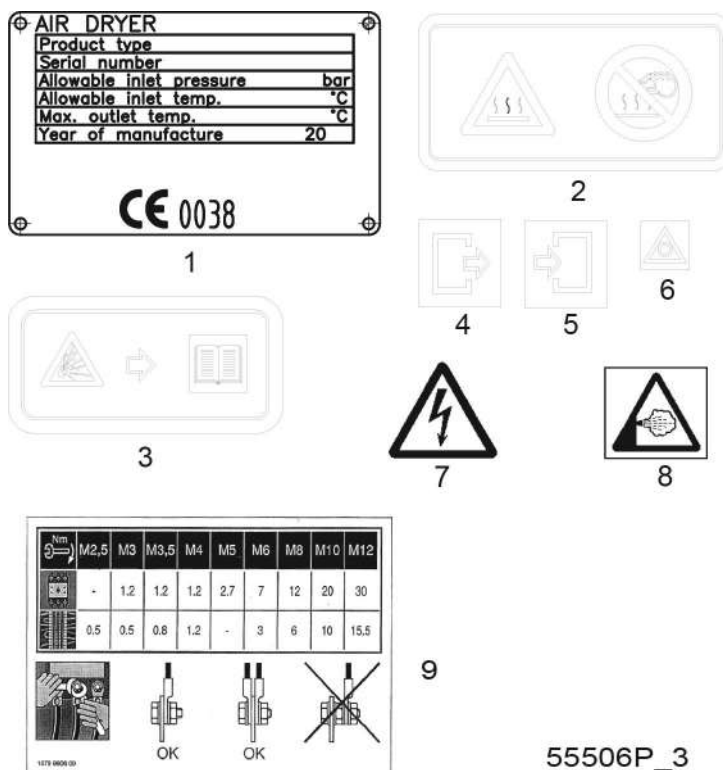 AIR DRYER
Product type
Serial number
Allowable inlet pressure bar
Allowable inlet temp. °C
Max. outlet temp. °C
Year of manufacture 20
CE 0038
1
2
3
4
5
6
7
8
Nm M2,5 M3 M3,5 M4 M5 M6 M8 M10 M12
- 1.2 1.2 1.2 2.7 7 12 20 30
0.5 0.5 0.8 1.2 - 3 6 10 15.5
OK OK
9
55506P_3